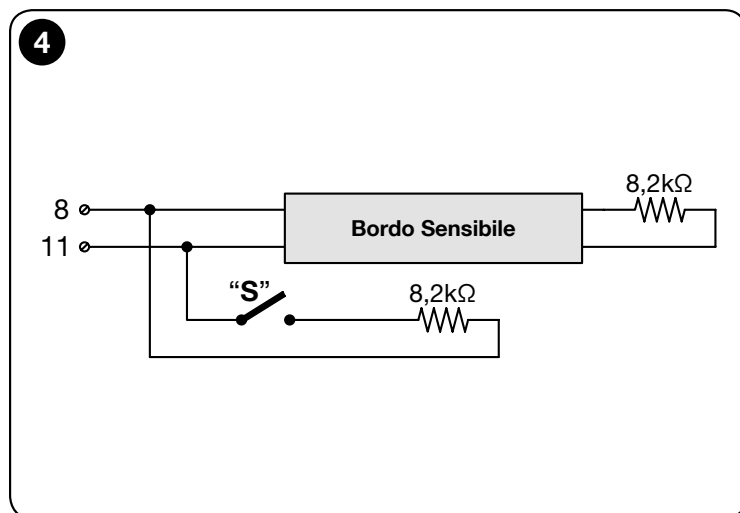 4
8,2kΩ
8
Bordo Sensibile
11
“S”
8,2kΩ